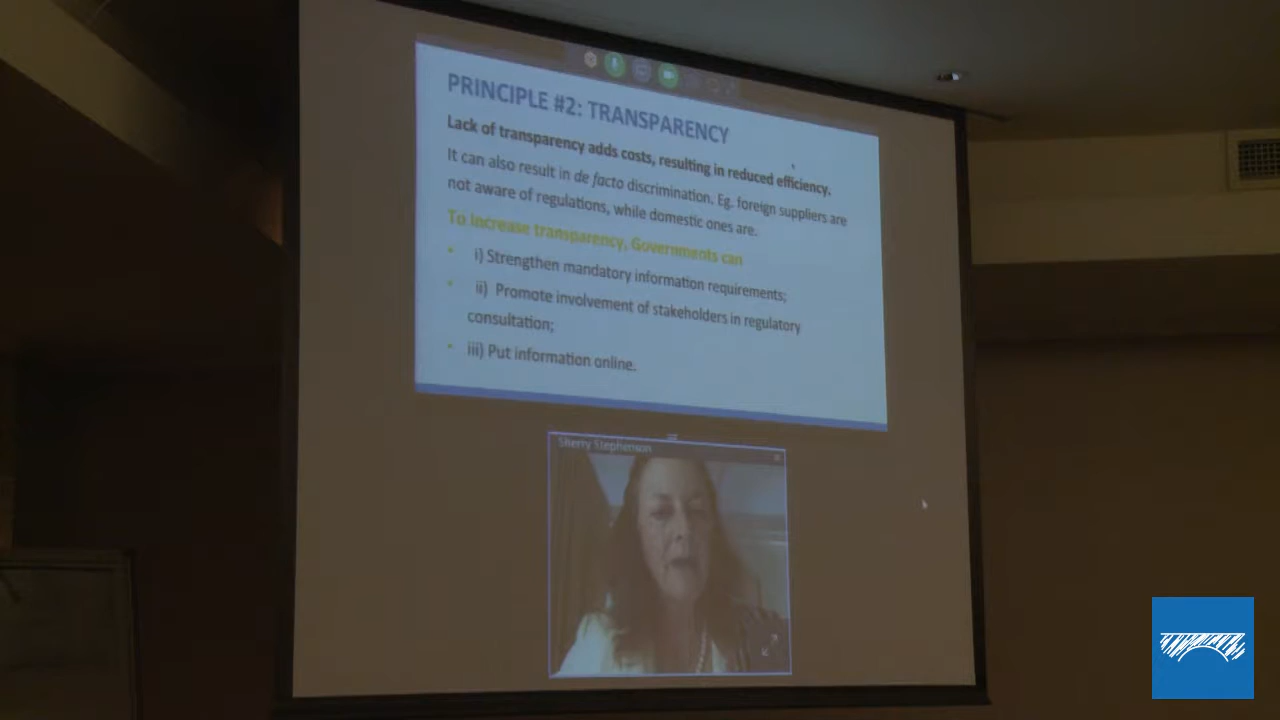 PRINCIPLE #2: TRANSPARENCY
Lack of transparency adds costs, resulting in reduced efficiency.
It can also result in de facto discrimination. Eg. foreign suppliers are
not aware of regulations, while domestic ones are.
To increase transparency, Governments can
• i) Strengthen mandatory information requirements;
• ii) Promote involvement of stakeholders in regulatory
consultation;
• iii) Put information online.
Sherry Stephenson